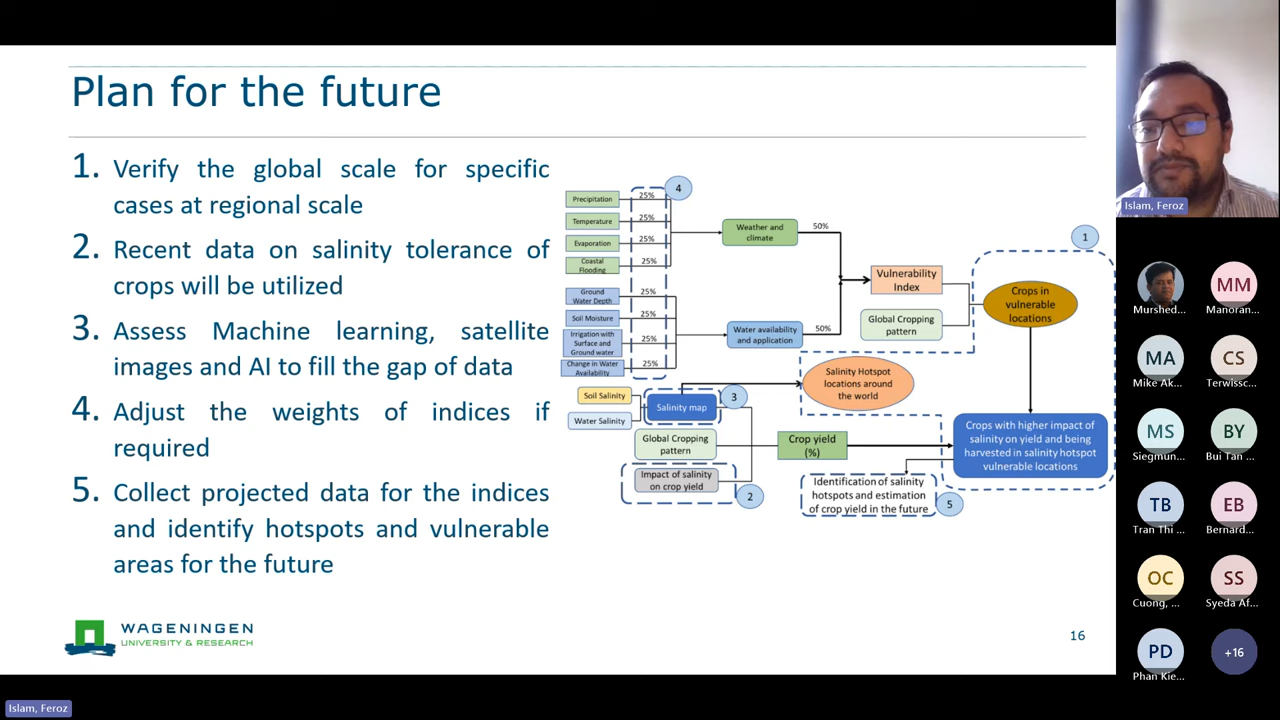 Plan for the future
1. Verify the global scale for specific
cases at regional scale
2. Recent data on salinity tolerance of
crops will be utilized
3. Assess Machine learning, satellite
images and AI to fill the gap of data
4. Adjust the weights of indices if
required
5. Collect projected data for the indices
and identify hotspots and vulnerable
areas for the future
Precipitation
25%
4
Temperature
25%
Evaporation
25%
Coastal
Flooding
25%
Ground
Water Depth
25%
Soil Moisture
25%
Irrigation with
Surface and
Ground water
25%
Change in Water
Availability
25%
Weather and
climate
50%
Water availability
and application
50%
Vulnerability
Index
Global Cropping
pattern
1
Crops in
vulnerable
locations
Soil Salinity
Water Salinity
Salinity map
3
Salinity Hotspot
locations around
the world
Global Cropping
pattern
Impact of salinity
on crop yield
2
Crop yield
(%)
Crops with higher impact of
salinity on yield and being
harvested in salinity hotspot
vulnerable locations
Identification of salinity
hotspots and estimation
of crop yield in the future
5
WAGENINGEN
UNIVERSITY & RESEARCH
16
Islam, Feroz
Islam, Feroz
Murshed...
MM
Manoran...
MA
Mike Ak...
CS
Terwissc...
MS
Siegmun...
BY
Bui Tan ...
TB
Tran Thi ...
EB
Bernard...
OC
Cuong, ...
SS
Syeda Af...
PD
Phan Kie...
+16